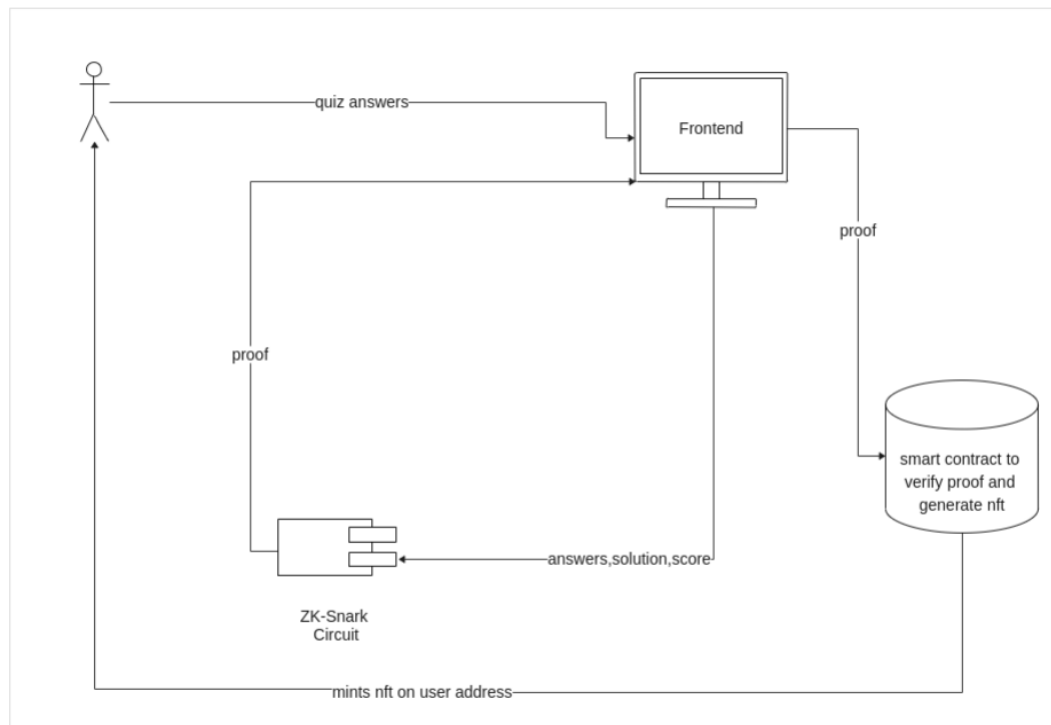 quiz answers
Frontend
proof
proof
smart contract to
verify proof and
generate nft
answers,solution,score
ZK-Snark
Circuit
mints nft on user address